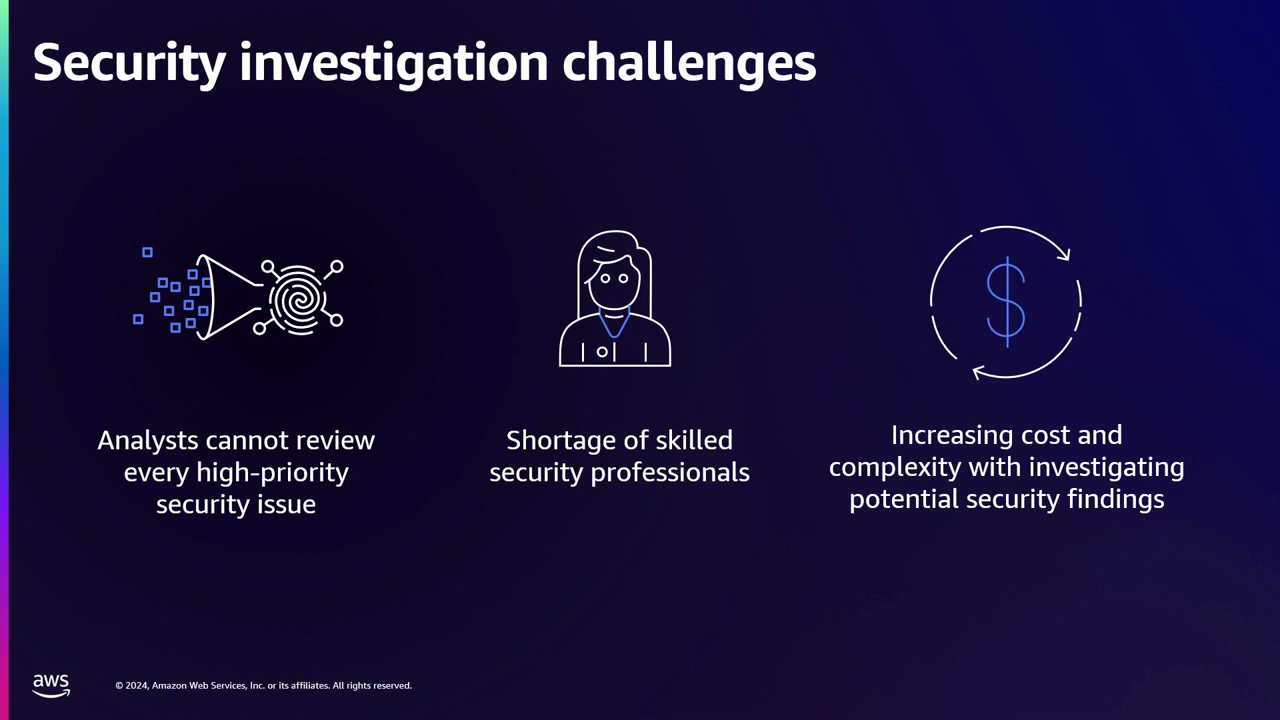 Security investigation challenges
Analysts cannot review
every high-priority
security issue
Shortage of skilled
security professionals
Increasing cost and
complexity with investigating
potential security findings
aws
© 2024, Amazon Web Services, Inc. or its affiliates. All rights reserved.